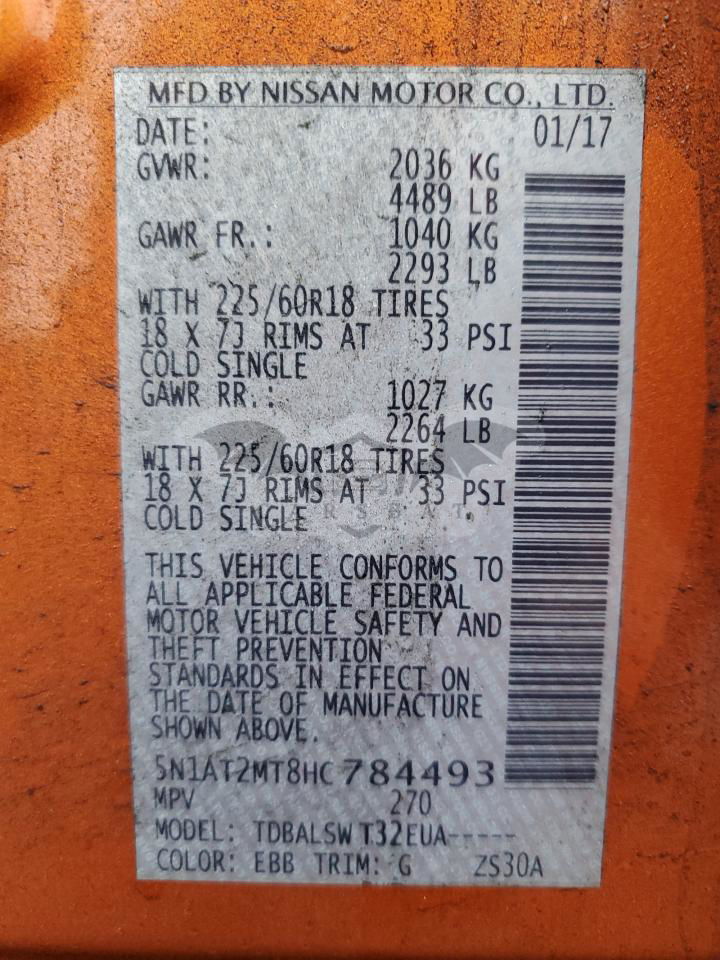 MFD BY NISSAN MOTOR CO., LTD.
DATE: 01/17
GVWR: 2036 KG
4489 LB
GAWR FR.: 1040 KG
2293 LB
WITH 225/60R18 TIRES
18 X 7J RIMS AT 33 PSI
COLD SINGLE
GAWR RR.: 1027 KG
2264 LB
WITH 225/60R18 TIRES
18 X 7J RIMS AT 33 PSI
COLD SINGLE
THIS VEHICLE CONFORMS TO
ALL APPLICABLE FEDERAL
MOTOR VEHICLE SAFETY AND
THEFT PREVENTION
STANDARDS IN EFFECT ON
THE DATE OF MANUFACTURE
SHOWN ABOVE.
5N1AT2MT8HC784493
MPV 270
MODEL: TDBALSW T32EUA-----
COLOR: EBB TRIM: G ZS30A